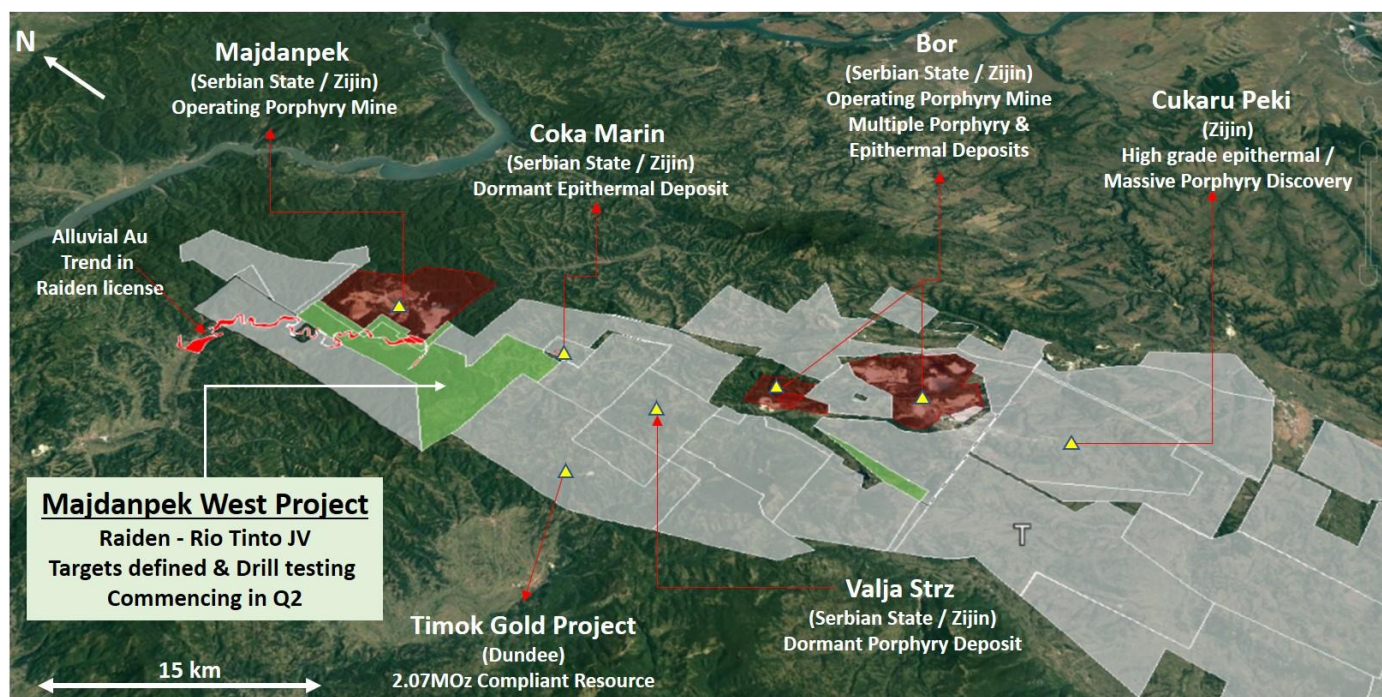 N
Majdanpek
(Serbian State / Zijin)
Operating Porphyry Mine
Coka Marin
(Serbian State / Zijin)
Dormant Epithermal Deposit
Bor
(Serbian State / Zijin)
Operating Porphyry Mine
Multiple Porphyry &
Epithermal Deposits
Cukaru Peki
(Zijin)
High grade epithermal /
Massive Porphyry Discovery
Alluvial Au
Trend in
Raiden license
Majdanpek West Project
Raiden - Rio Tinto JV
Targets defined & Drill testing
Commencing in Q2
T
Valja Strz
(Serbian State / Zijin)
Dormant Porphyry Deposit
Timok Gold Project
(Dundee)
2.07MOz Compliant Resource
15 km